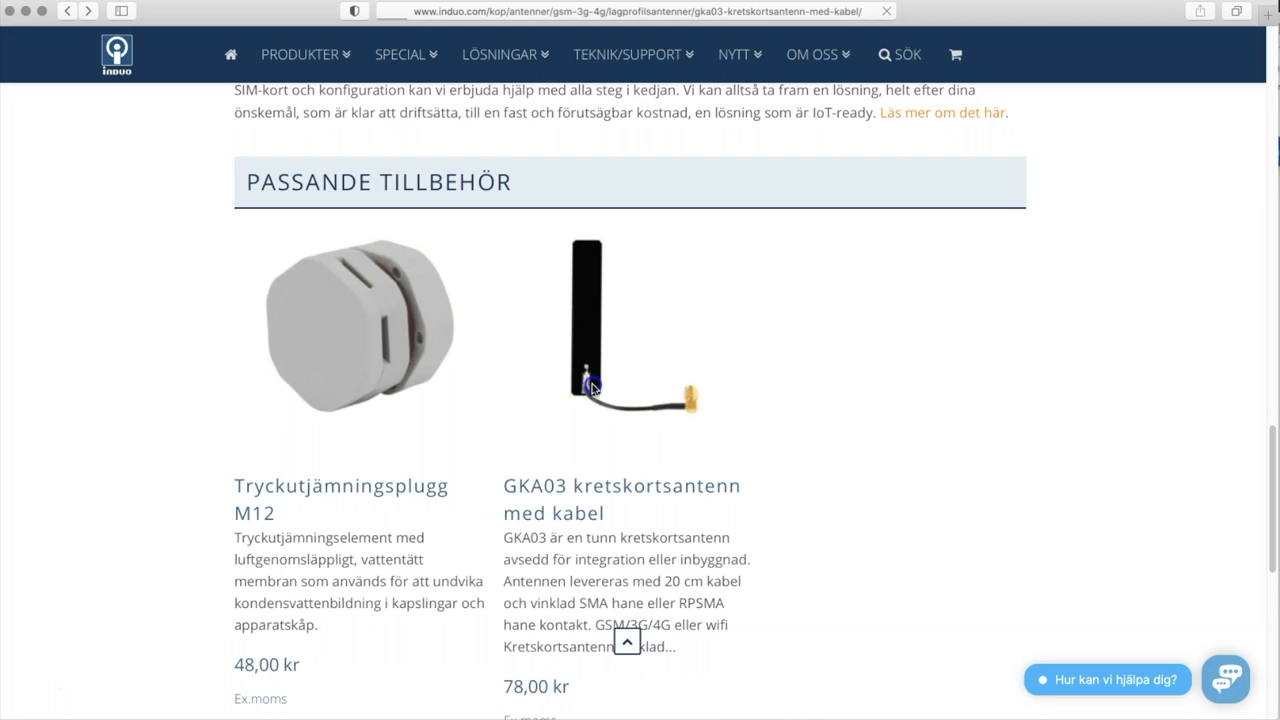 www.induo.com/kop/antenner/gsm-3g-4g/lagprofilsantenner/gka03-kretskortsantenn-med-kabel/
INDUO
PRODUKTER
SPECIAL
LÖSNINGAR
TEKNIK/SUPPORT
NYTT
OM OSS
SÖK
SIM-kort och konfiguration kan vi erbjuda hjälp med alla steg i kedjan. Vi kan alltså ta fram en lösning, helt efter dina
önskemål, som är klar att driftsätta, till en fast och förutsägbar kostnad, en lösning som är IoT-ready. Läs mer om det här.
PASSANDE TILLBEHÖR
Tryckutjämningsplugg
M12
Tryckutjämningselement med
luftgenomsläppligt, vattentätt
membran som används för att undvika
kondensvattenbildning i kapslingar och
apparatskåp.
48,00 kr
Ex.moms
GKA03 kretskortsantenn
med kabel
GKA03 är en tunn kretskortsantenn
avsedd för integration eller inbyggnad.
Antennen levereras med 20 cm kabel
och vinklad SMA hane eller RPSMA
hane kontakt. GSM/3G/4G eller wifi
Kretskortsantenn klad...
78,00 kr
Ex.moms
Hur kan vi hjälpa dig?